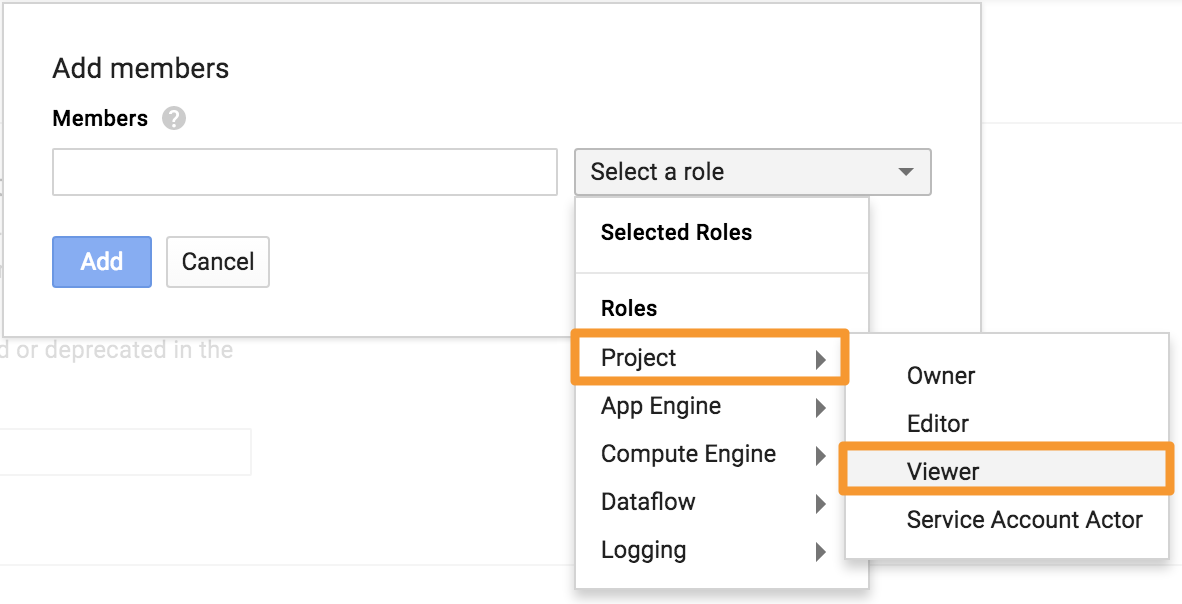 Add members
Members ?
Select a role
Selected Roles
Add Cancel
Roles
d or deprecated in the
Project
Owner
App Engine
Editor
Compute Engine
Viewer
Dataflow
Service Account Actor
Logging